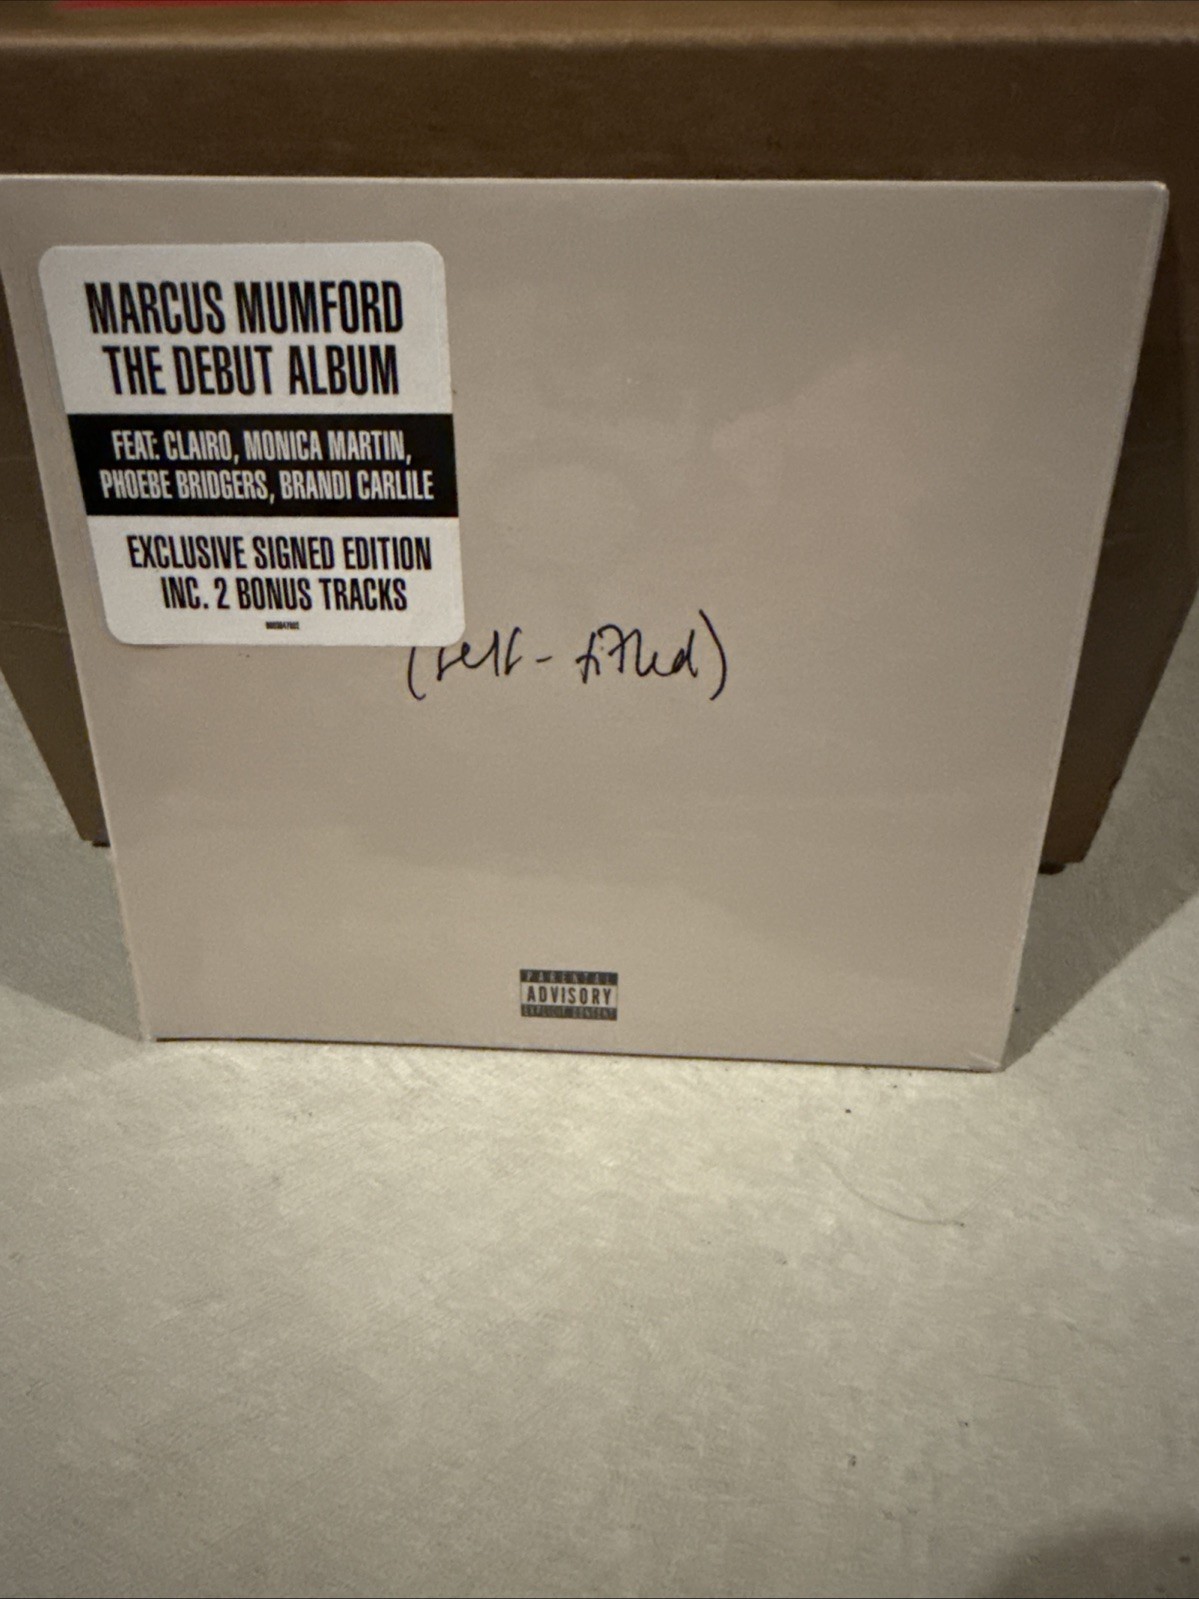 MARCUS MUMFORD
THE DEBUT ALBUM
FEAT: CLAIRO, MONICA MARTIN,
PHOEBE BRIDGERS, BRANDI CARLILE
EXCLUSIVE SIGNED EDITION
INC. 2 BONUS TRACKS
(self-titled)
PARENTAL
ADVISORY
EXPLICIT CONTENT